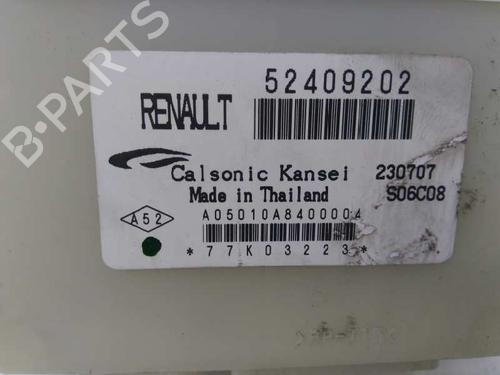 52409202
RENAULT
Calsonic Kansei 230707
Made in Thailand S06C08
A05010A8400004
A52
*77K03223*
B-PARTS